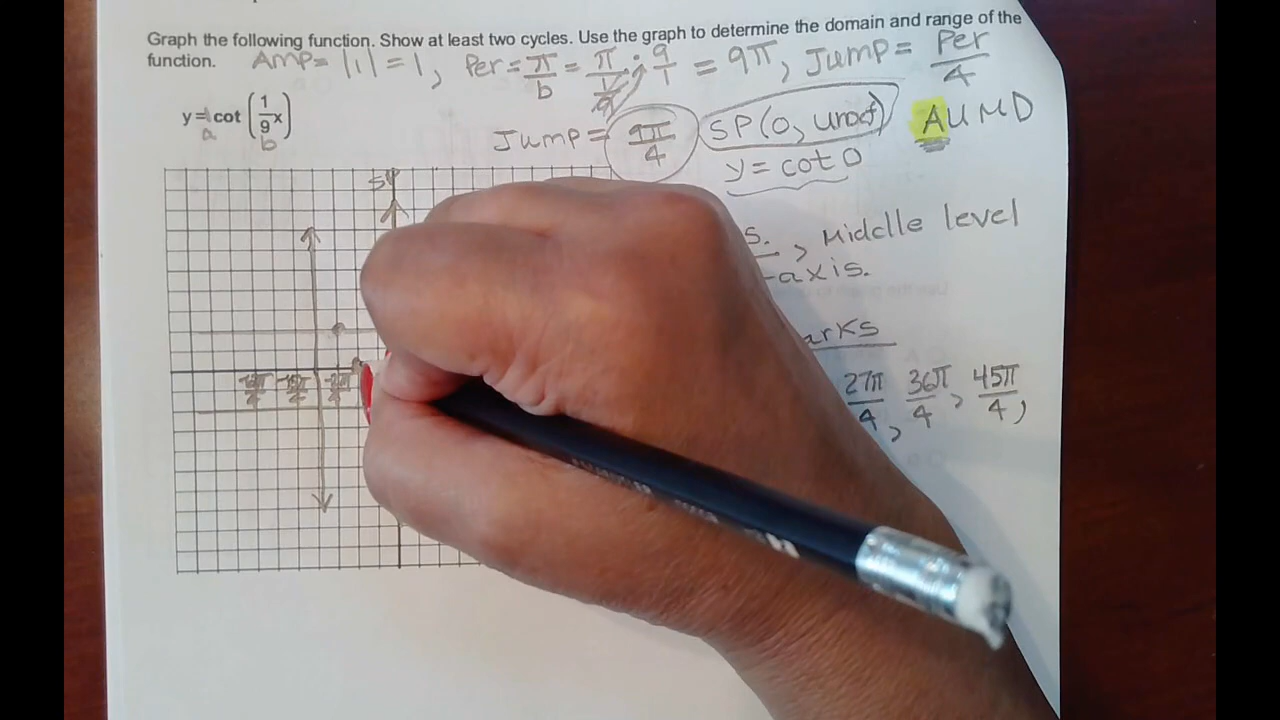 Graph the following function. Show at least two cycles. Use the graph to determine the domain and range of the
function. Amp= |1| = 1, Per = π/b = π/(1/9) · 9/1 = 9π, Jump = Per/4
y = 1 cot (1/9 x)
a b
Jump = 9π/4 SP(0, undef) AUMD
y = cot 0
5
s., Middle level
-axis.
arks
27π/4, 36π/4, 45π/4,